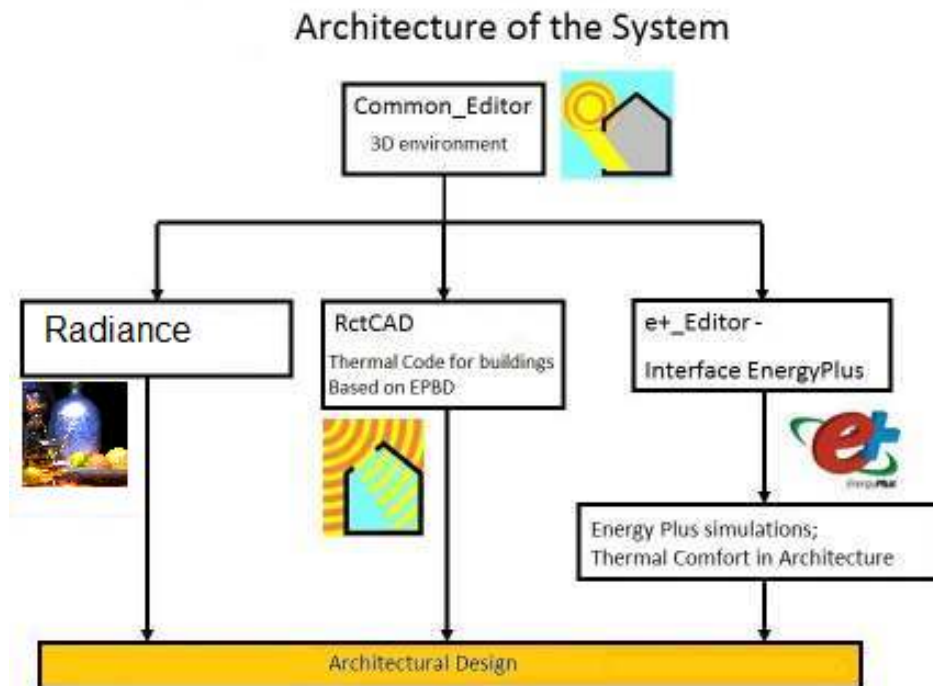 Architecture of the System
Common_Editor
3D environment
Radiance
RctCAD
Thermal Code for buildings
Based on EPBD
e+_Editor -
Interface EnergyPlus
e+
EnergyPlus
Energy Plus simulations;
Thermal Comfort in Architecture
Architectural Design